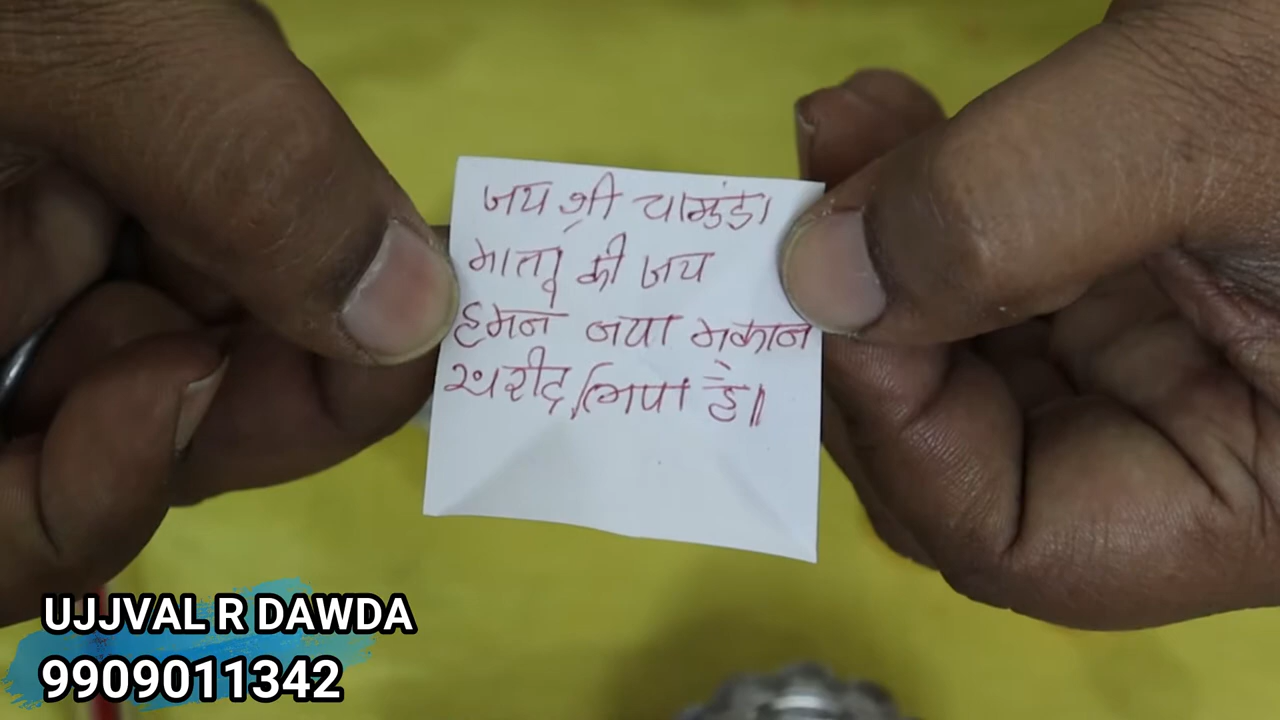 जय श्री चामुंडा
मातृ की जय
हमने नया मकान
खरीद लिया है॥
UJJVAL R DAWDA
9909011342